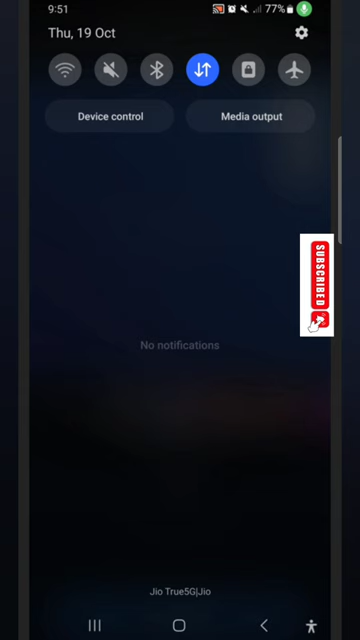 9:51
77%
Thu, 19 Oct
Device control
Media output
SUBSCRIBED
No notifications
Jio True5G|Jio